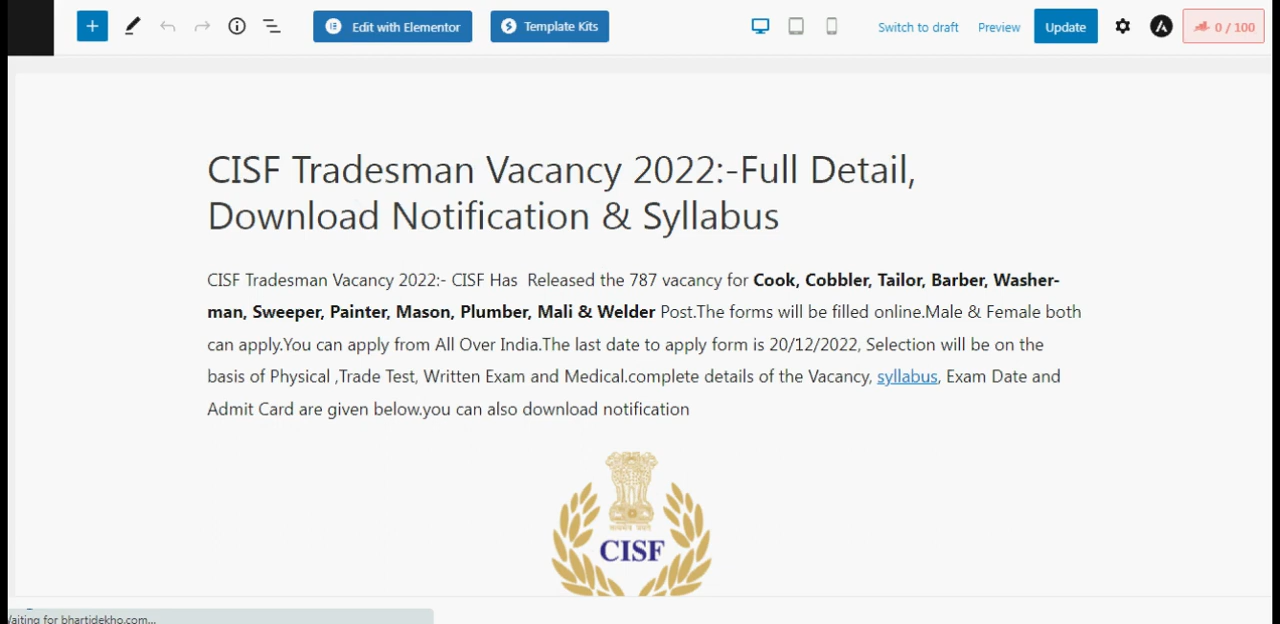 Edit with Elementor
Template Kits
Switch to draft
Preview
Update
0 / 100
CISF Tradesman Vacancy 2022:-Full Detail,
Download Notification & Syllabus
CISF Tradesman Vacancy 2022:- CISF Has Released the 787 vacancy for Cook, Cobbler, Tailor, Barber, Washer-
man, Sweeper, Painter, Mason, Plumber, Mali & Welder Post.The forms will be filled online.Male & Female both
can apply.You can apply from All Over India.The last date to apply form is 20/12/2022, Selection will be on the
basis of Physical ,Trade Test, Written Exam and Medical.complete details of the Vacancy, syllabus, Exam Date and
Admit Card are given below.you can also download notification
CISF
aiting for bhartidekho.com...